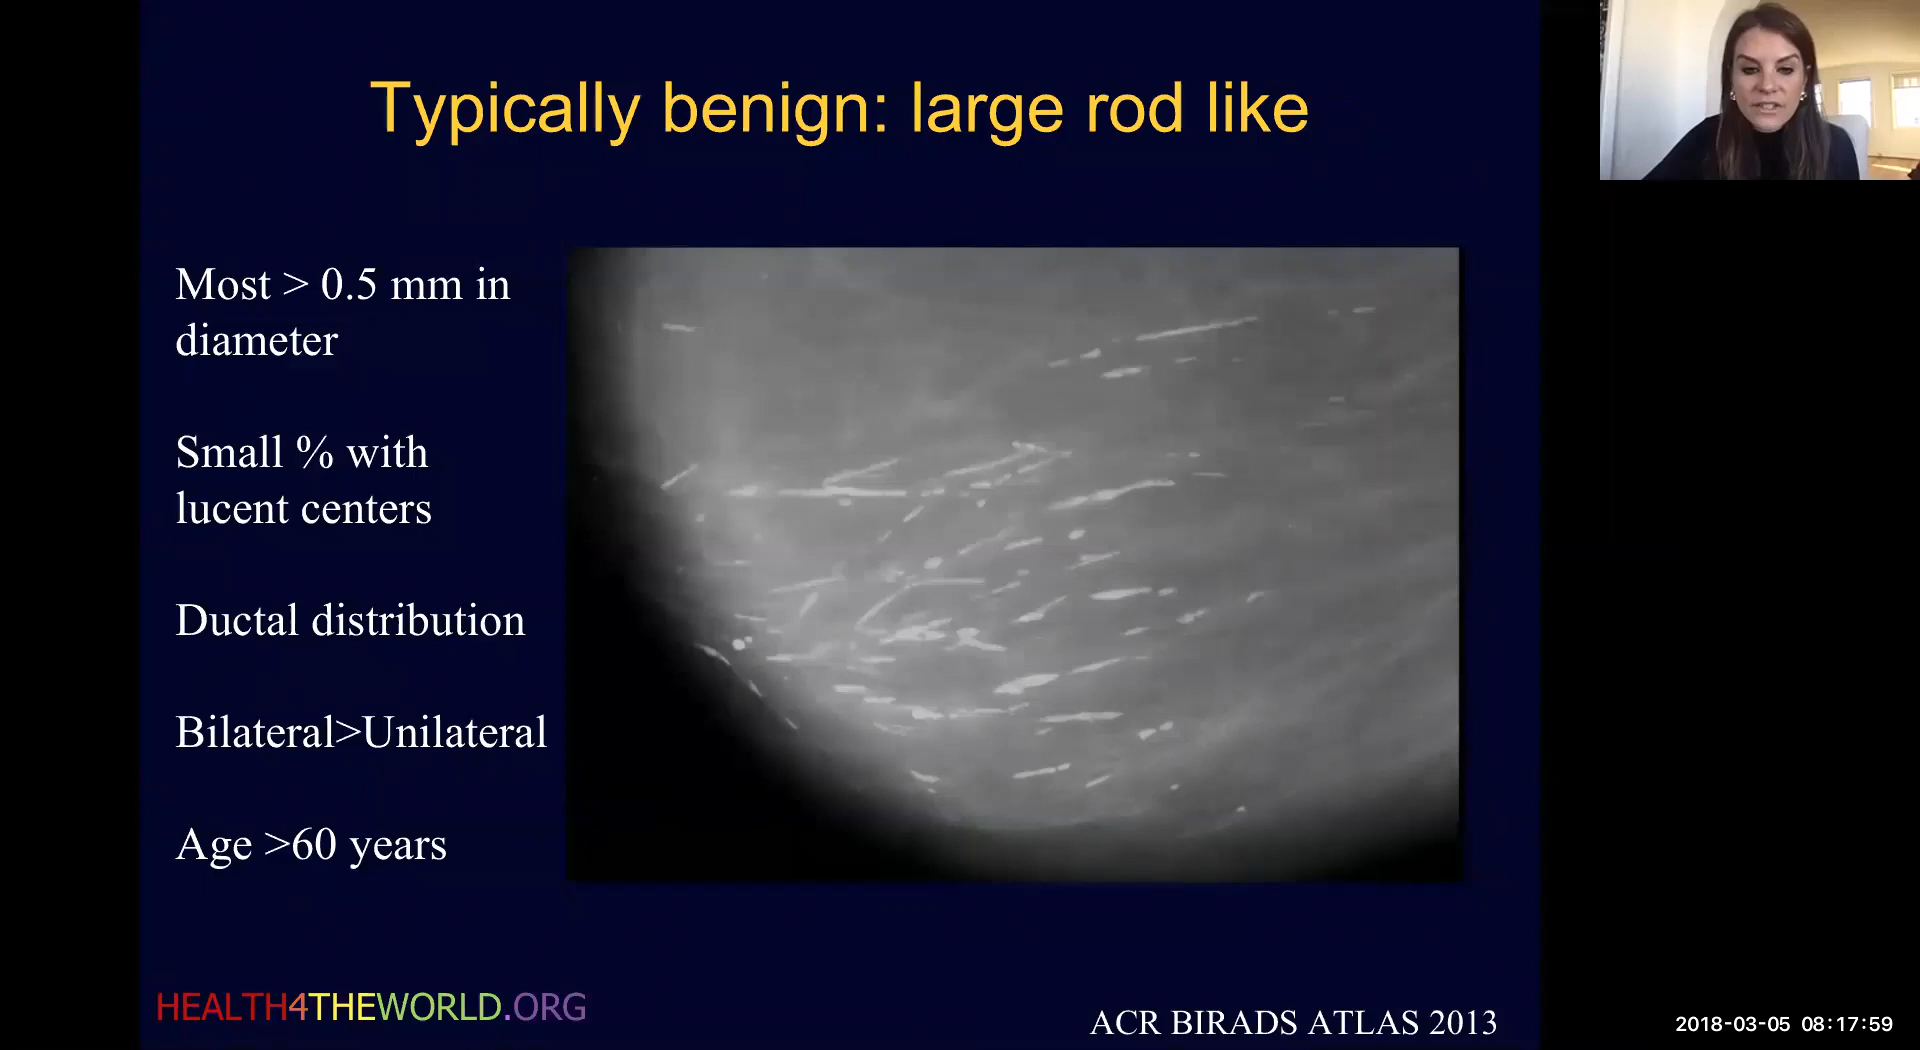 Typically benign: large rod like
Most > 0.5 mm in
diameter
Small % with
lucent centers
Ductal distribution
Bilateral>Unilateral
Age >60 years
HEALTH4THEWORLD.ORG
ACR BIRADS ATLAS 2013
2018-03-05 08:17:59